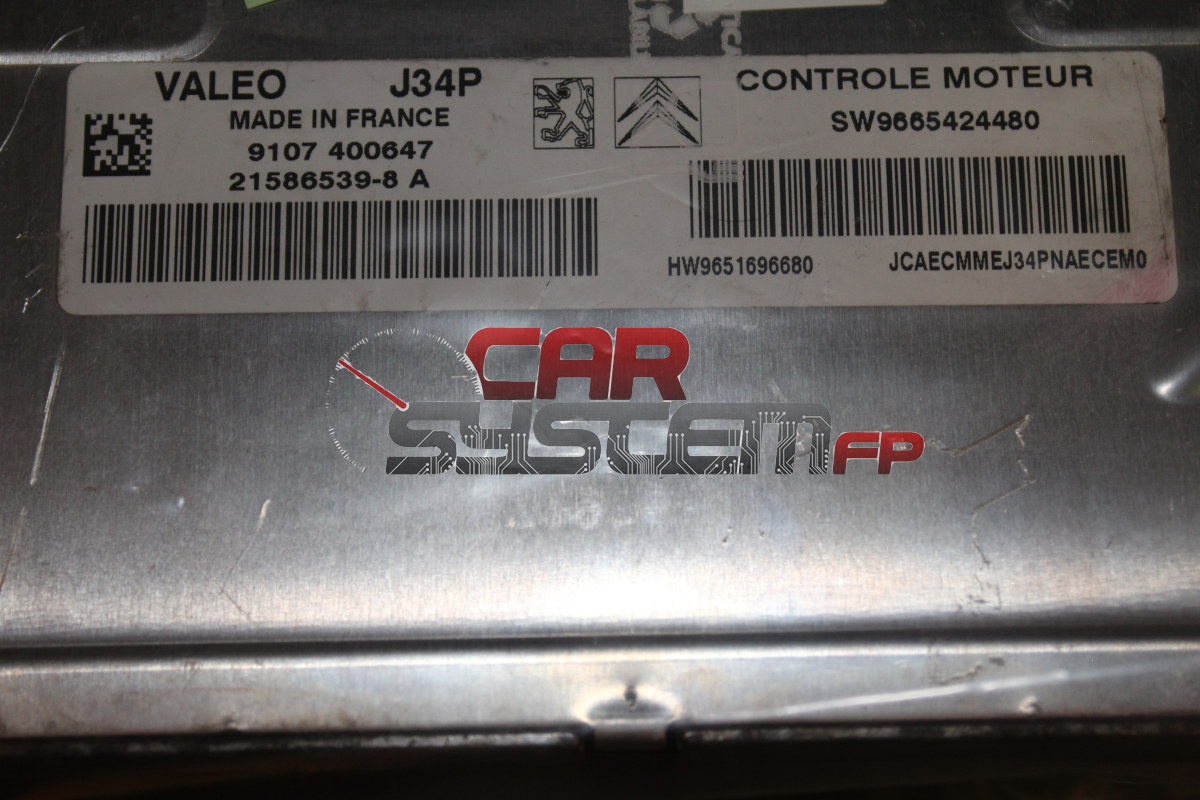 VALEO J34P
MADE IN FRANCE
9107 400647
21586539-8 A
CONTROLE MOTEUR
SW9665424480
HW9651696680 JCAECMMEJ34PNAECEM0
CAR
SYSTEM FP